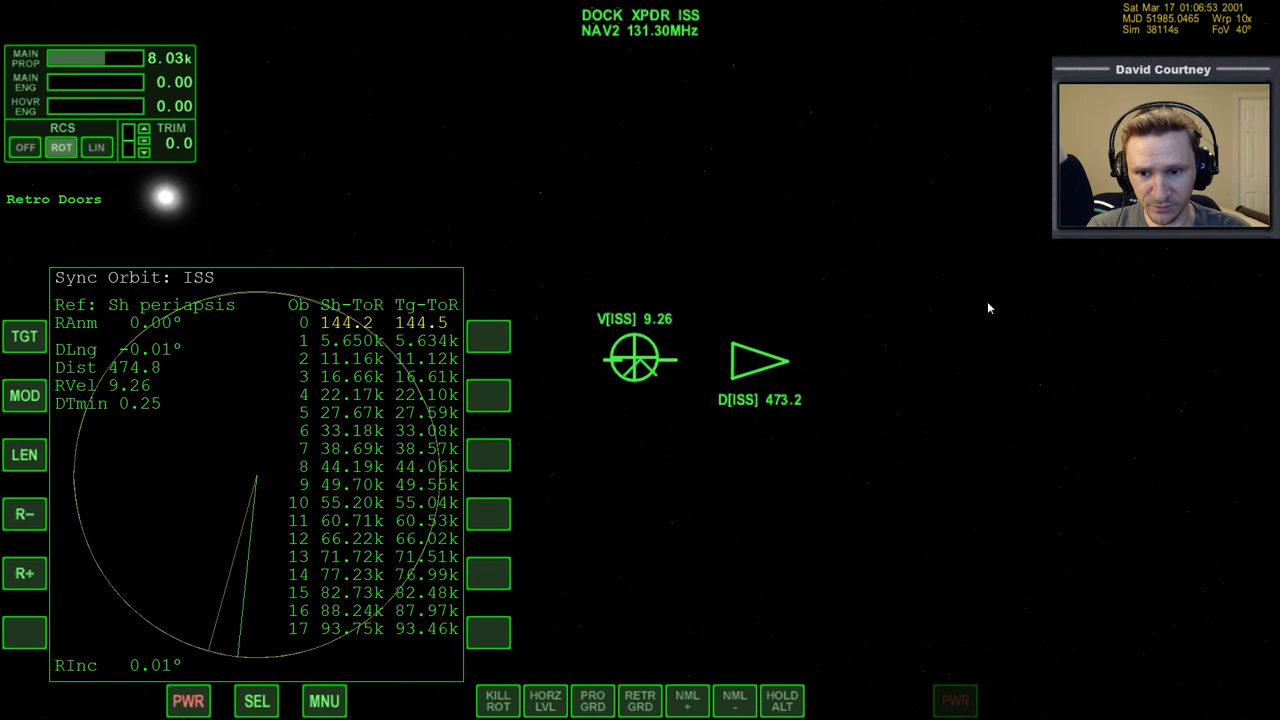 DOCK XPDR ISS
NAV2 131.30MHz
Sat Mar 17 01:06:53 2001
MJD 51985.0465 Wrp 10x
Sim 38114s FoV 40°
MAIN PROP 8.03k
MAIN ENG 0.00
HOVR ENG 0.00
RCS TRIM
OFF ROT LIN 0.0
David Courtney
Retro Doors
Sync Orbit: ISS
Ref: Sh periapsis Ob Sh-ToR Tg-ToR
RAnm 0.00° 0 144.2 144.5
1 5.650k 5.634k
DLng -0.01° 2 11.16k 11.12k
Dist 474.8 3 16.66k 16.61k
RVel 9.26 4 22.17k 22.10k
DTmin 0.25 5 27.67k 27.59k
6 33.18k 33.08k
7 38.69k 38.57k
8 44.19k 44.06k
9 49.70k 49.55k
10 55.20k 55.04k
11 60.71k 60.53k
12 66.22k 66.02k
13 71.72k 71.51k
14 77.23k 76.99k
15 82.73k 82.48k
16 88.24k 87.97k
17 93.75k 93.46k
RInc 0.01°
TGT
MOD
LEN
R-
R+
V[ISS] 9.26
D[ISS] 473.2
PWR SEL MNU
KILL ROT
HORZ LVL
PRO GRD
RETR GRD
NML +
NML -
HOLD ALT
PWR